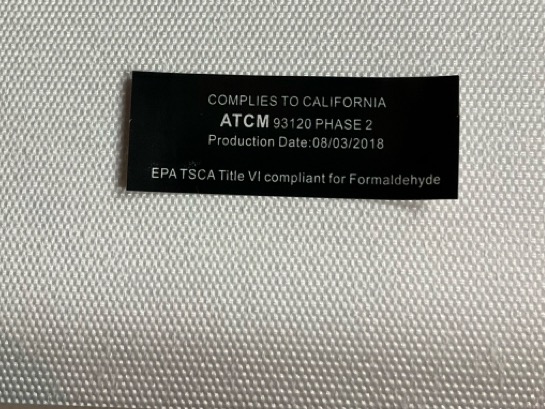 COMPLIES TO CALIFORNIA
ATCM 93120 PHASE 2
Production Date:08/03/2018
EPA TSCA Title VI compliant for Formaldehyde